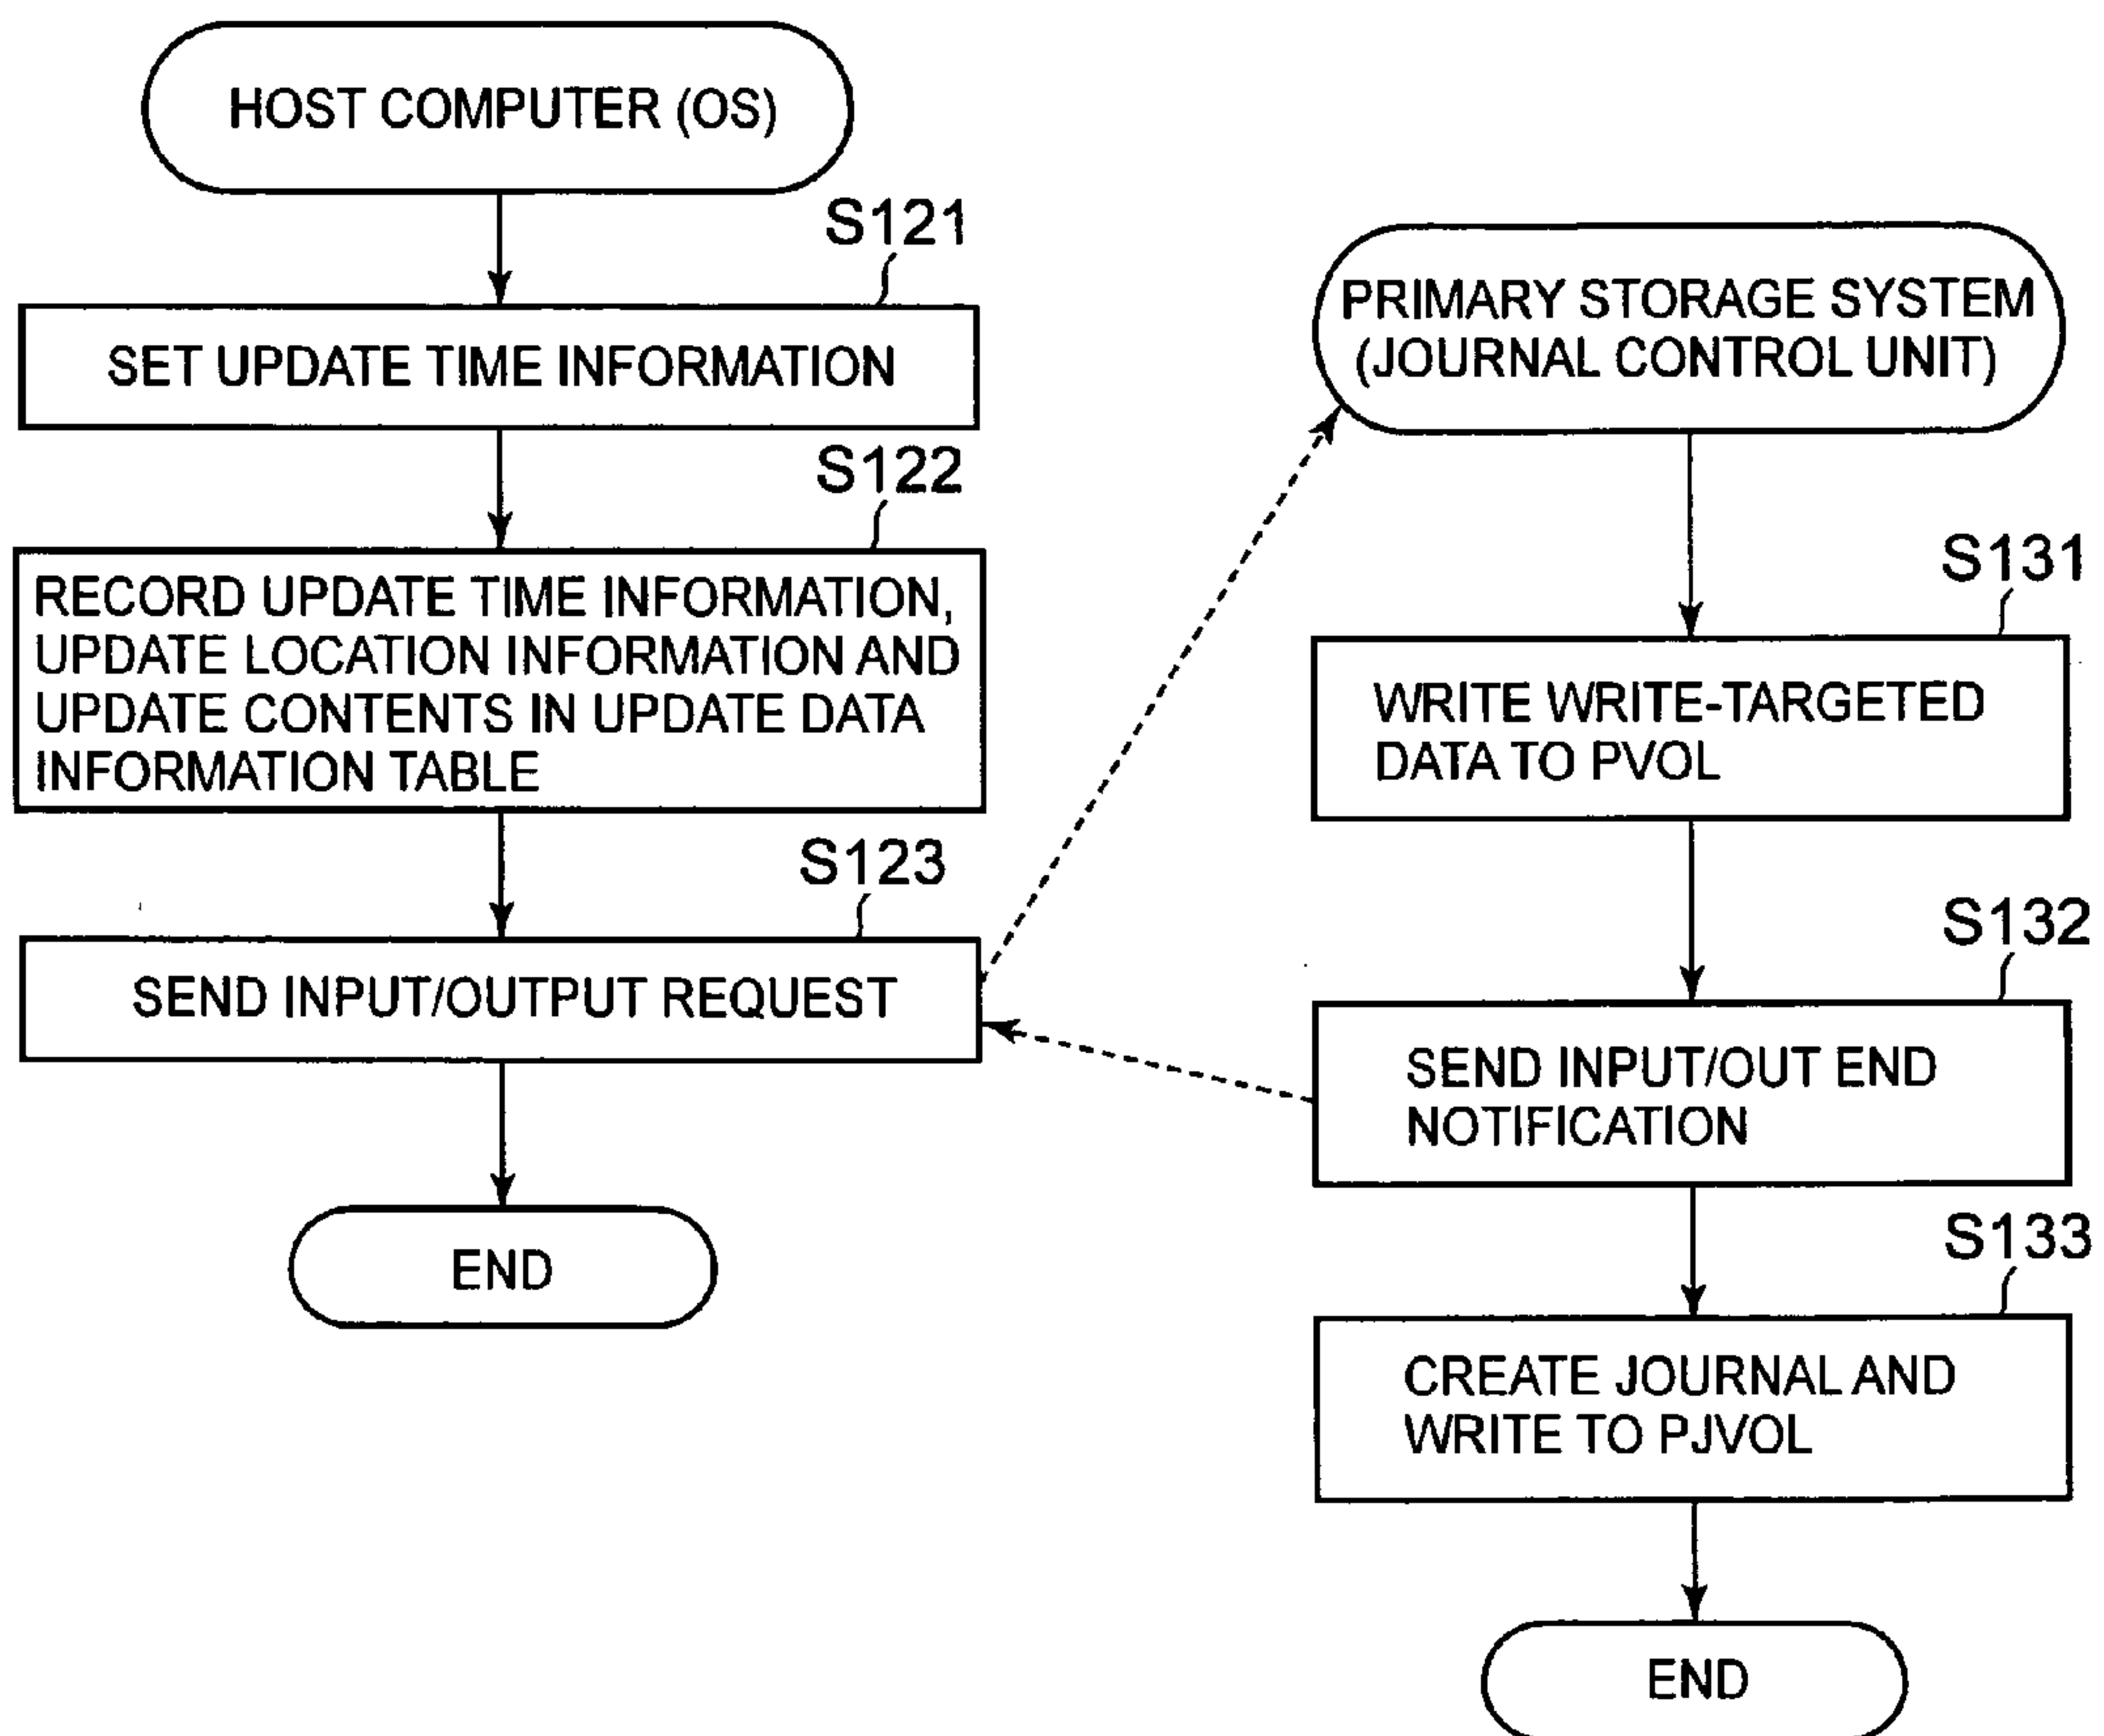 HOST COMPUTER (OS)
S121
SET UPDATE TIME INFORMATION
S122
RECORD UPDATE TIME INFORMATION,
UPDATE LOCATION INFORMATION AND
UPDATE CONTENTS IN UPDATE DATA
INFORMATION TABLE
S123
SEND INPUT/OUTPUT REQUEST
END
PRIMARY STORAGE SYSTEM
(JOURNAL CONTROL UNIT)
S131
WRITE WRITE-TARGETED
DATA TO PVOL
S132
SEND INPUT/OUT END
NOTIFICATION
S133
CREATE JOURNAL AND
WRITE TO PJVOL
END